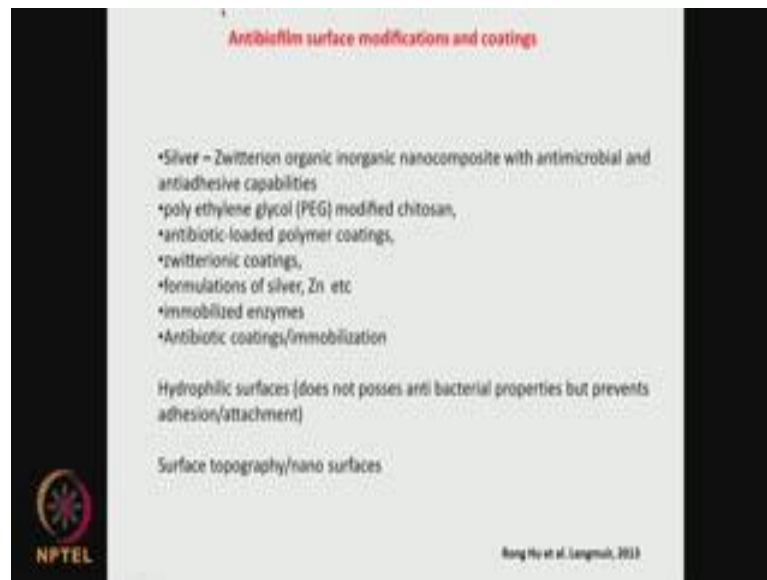 Antibiofilm surface modifications and coatings
•Silver – Zwitterion organic inorganic nanocomposite with antimicrobial and
antiadhesive capabilities
•poly ethylene glycol (PEG) modified chitosan,
•antibiotic-loaded polymer coatings,
•zwitterionic coatings,
•formulations of silver, Zn etc
•immobilized enzymes
•Antibiotic coatings/immobilization
Hydrophilic surfaces (does not posses anti bacterial properties but prevents
adhesion/attachment)
Surface topography/nano surfaces
NPTEL
Rong Hu et al. Langmuir, 2013